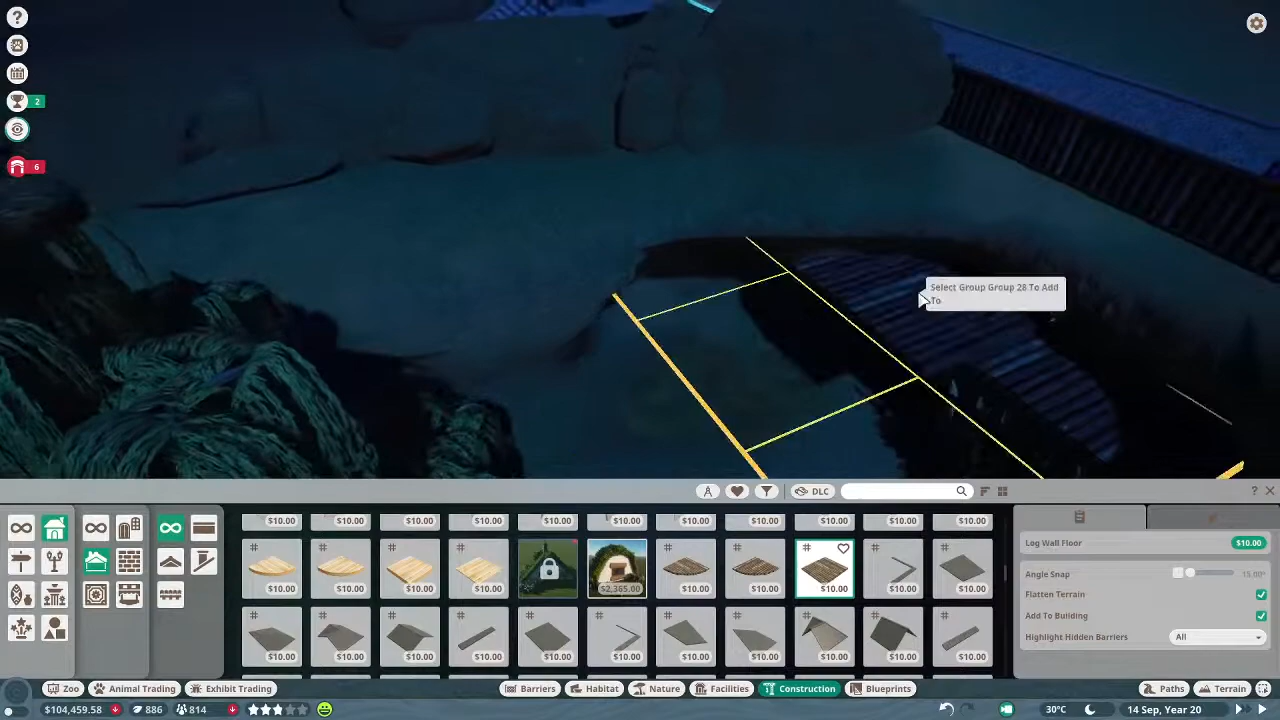 ?
2
6
Select Group Group 28 To Add
To
DLC
? ×
$10.00 $10.00 $10.00 $10.00 $10.00 $10.00 $10.00 $10.00 $10.00 $10.00 $10.00
$10.00 $10.00 $10.00 $10.00 $2,365.00 $10.00 $10.00 $10.00 $10.00 $10.00
$10.00 $10.00 $10.00 $10.00 $10.00 $10.00 $10.00 $10.00 $10.00 $10.00 $10.00
Log Wall Floor $10.00
Angle Snap 15.00°
Flatten Terrain
Add To Building
Highlight Hidden Barriers All
Zoo Animal Trading Exhibit Trading Barriers Habitat Nature Facilities Construction Blueprints Paths Terrain
$104,459.58 886 814 30°C 14 Sep, Year 20